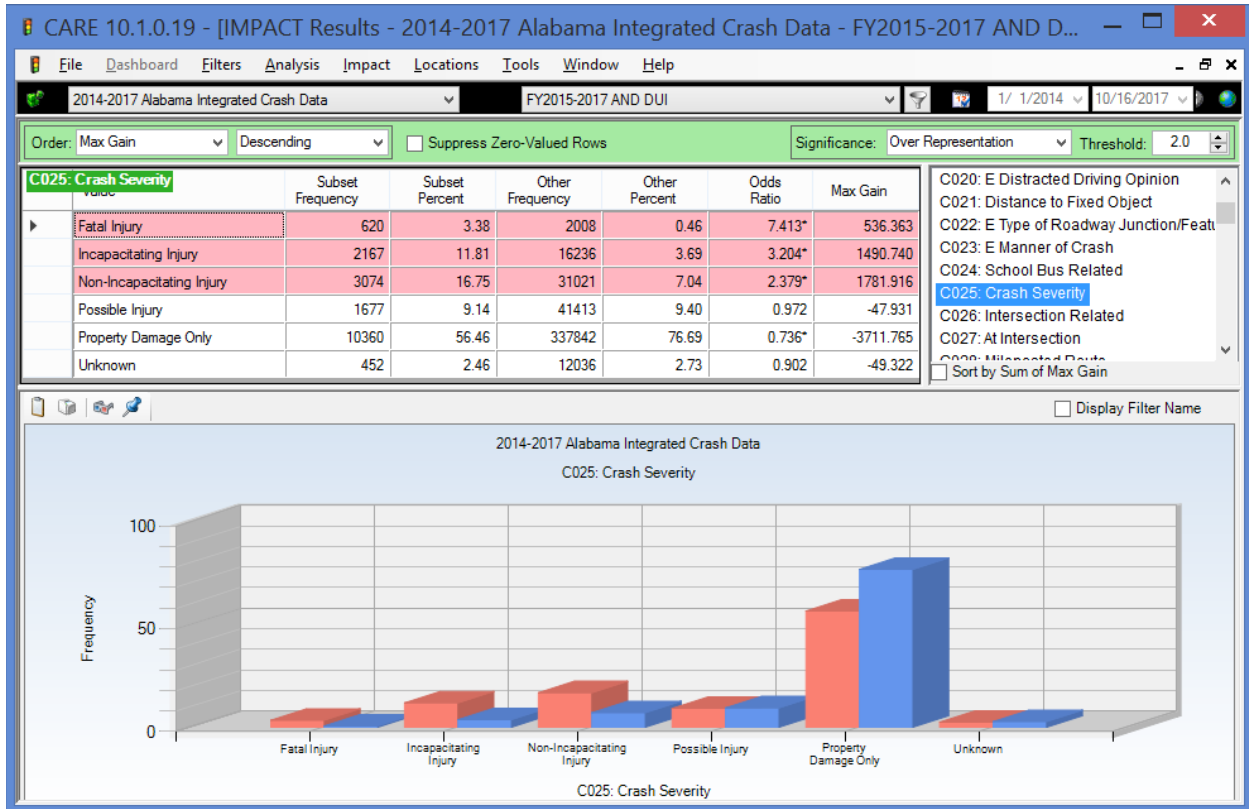 CARE 10.1.0.19 - [IMPACT Results - 2014-2017 Alabama Integrated Crash Data - FY2015-2017 AND D...
File Dashboard Filters Analysis Impact Locations Tools Window Help
2014-2017 Alabama Integrated Crash Data FY2015-2017 AND DUI 1/ 1/2014 10/16/2017
Order: Max Gain Descending Suppress Zero-Valued Rows Significance: Over Representation Threshold: 2.0
C025: Crash Severity Subset Frequency Subset Percent Other Frequency Other Percent Odds Ratio Max Gain
Fatal Injury 620 3.38 2008 0.46 7.413* 536.363
Incapacitating Injury 2167 11.81 16236 3.69 3.204* 1490.740
Non-Incapacitating Injury 3074 16.75 31021 7.04 2.379* 1781.916
Possible Injury 1677 9.14 41413 9.40 0.972 -47.931
Property Damage Only 10360 56.46 337842 76.69 0.736* -3711.765
Unknown 452 2.46 12036 2.73 0.902 -49.322
C020: E Distracted Driving Opinion
C021: Distance to Fixed Object
C022: E Type of Roadway Junction/Featu
C023: E Manner of Crash
C024: School Bus Related
C025: Crash Severity
C026: Intersection Related
C027: At Intersection
Sort by Sum of Max Gain
Display Filter Name
2014-2017 Alabama Integrated Crash Data
C025: Crash Severity
100
50
0
Frequency
Fatal Injury
Incapacitating
Injury
Non-Incapacitating
Injury
Possible Injury
Property
Damage Only
Unknown
C025: Crash Severity